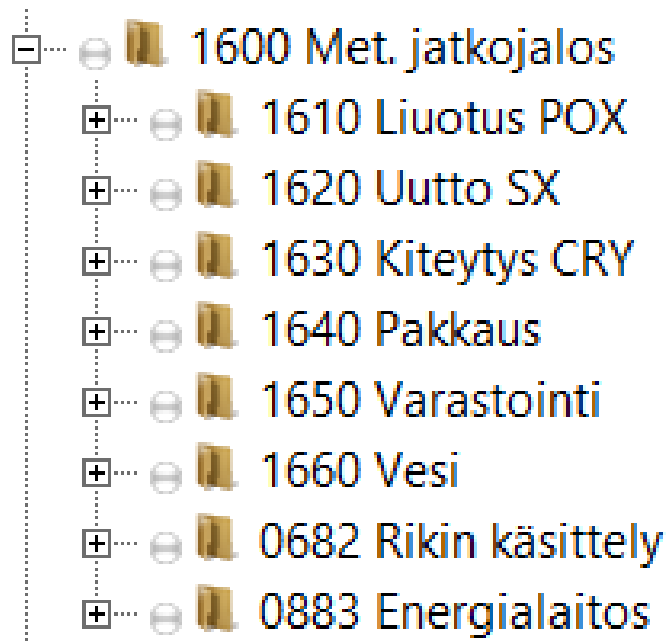 1600 Met. jatkojalos
1610 Liuotus POX
1620 Uutto SX
1630 Kiteytys CRY
1640 Pakkaus
1650 Varastointi
1660 Vesi
0682 Rikin käsittely
0883 Energialaitos